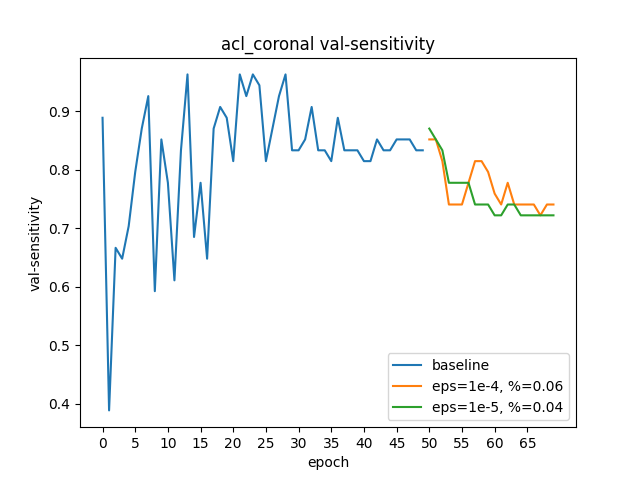 acl_coronal val-sensitivity
val-sensitivity
0.9
0.8
0.7
0.6
0.5
0.4
baseline
eps=1e-4, %=0.06
eps=1e-5, %=0.04
0 5 10 15 20 25 30 35 40 45 50 55 60 65
epoch